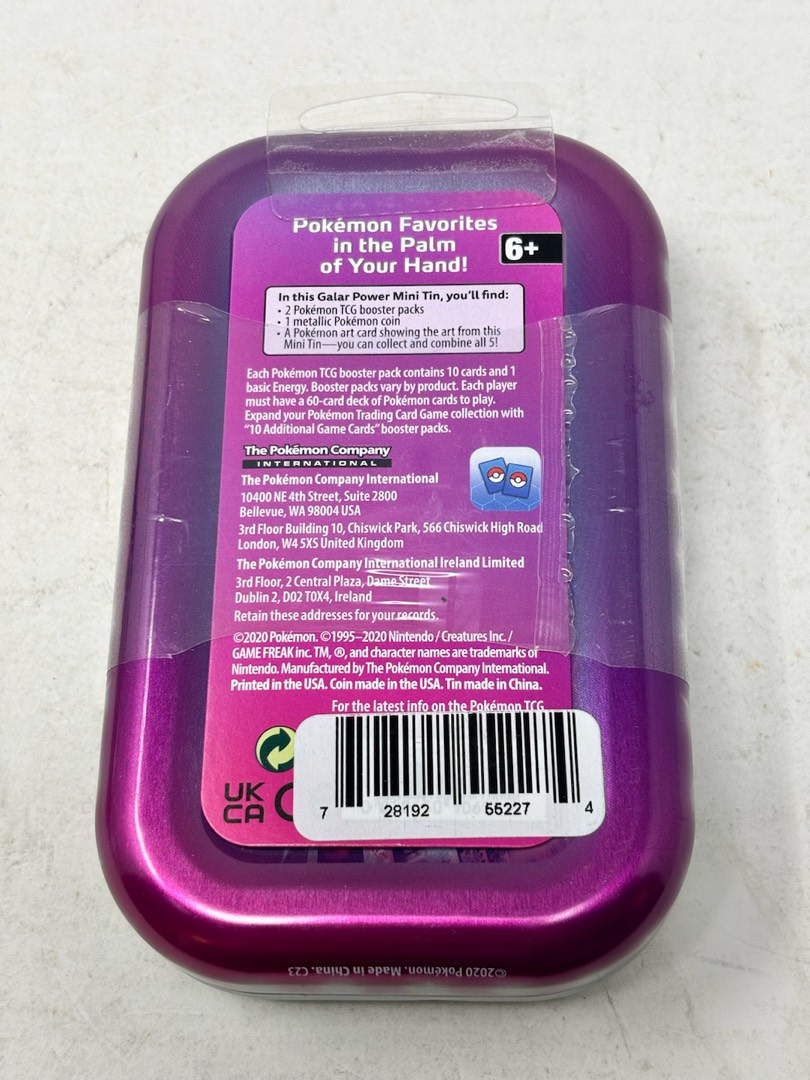 Pokémon Favorites
in the Palm
of Your Hand!
6+
In this Galar Power Mini Tin, you'll find:
• 2 Pokémon TCG booster packs
• 1 metallic Pokémon coin
• A Pokémon art card showing the art from this
Mini Tin—you can collect and combine all 5!
Each Pokémon TCG booster pack contains 10 cards and 1
basic Energy. Booster packs vary by product. Each player
must have a 60-card deck of Pokémon cards to play.
Expand your Pokémon Trading Card Game collection with
"10 Additional Game Cards" booster packs.
The Pokémon Company
INTERNATIONAL
The Pokémon Company International
10400 NE 4th Street, Suite 2800
Bellevue, WA 98004 USA
3rd Floor Building 10, Chiswick Park, 566 Chiswick High Road
London, W4 5XS United Kingdom
The Pokémon Company International Ireland Limited
3rd Floor, 2 Central Plaza, Dame Street
Dublin 2, D02 T0X4, Ireland
Retain these addresses for your records.
©2020 Pokémon. ©1995–2020 Nintendo / Creatures Inc. /
GAME FREAK inc. TM, ®, and character names are trademarks of
Nintendo. Manufactured by The Pokémon Company International.
Printed in the USA. Coin made in the USA. Tin made in China.
For the latest info on the Pokémon TCG
UK
CA
7 28192 55227 4
©2020 Pokémon. Made in China. C23